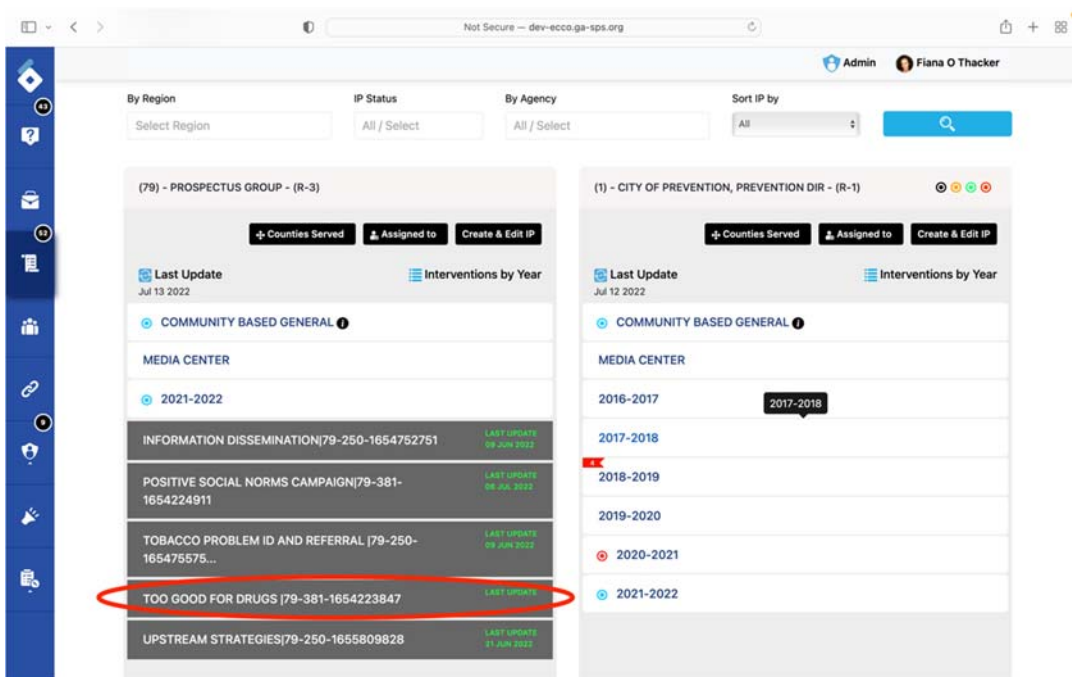 Not Secure — dev-ecco.ga-sps.org
Admin
Fiana O Thacker
43
52
9
By Region
IP Status
By Agency
Sort IP by
Select Region
All / Select
All / Select
All
(79) - PROSPECTUS GROUP - (R-3)
Counties Served
Assigned to
Create & Edit IP
Last Update
Interventions by Year
Jul 13 2022
COMMUNITY BASED GENERAL
MEDIA CENTER
2021-2022
INFORMATION DISSEMINATION|79-250-1654752751
LAST UPDATE
09 JUN 2022
POSITIVE SOCIAL NORMS CAMPAIGN|79-381-
1654224911
LAST UPDATE
TOBACCO PROBLEM ID AND REFERRAL |79-250-
165475575...
LAST UPDATE
09 JUN 2022
TOO GOOD FOR DRUGS |79-381-1654223847
LAST UPDATE
UPSTREAM STRATEGIES|79-250-1655809828
LAST UPDATE
21 JUN 2022
(1) - CITY OF PREVENTION, PREVENTION DIR - (R-1)
Counties Served
Assigned to
Create & Edit IP
Last Update
Interventions by Year
Jul 12 2022
COMMUNITY BASED GENERAL
MEDIA CENTER
2016-2017
2017-2018
2017-2018
4
2018-2019
2019-2020
2020-2021
2021-2022